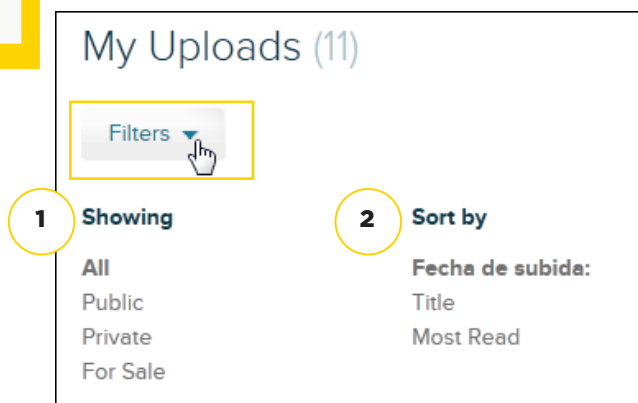 My Uploads (11)
Filters
1 Showing
All
Public
Private
For Sale
2 Sort by
Fecha de subida:
Title
Most Read